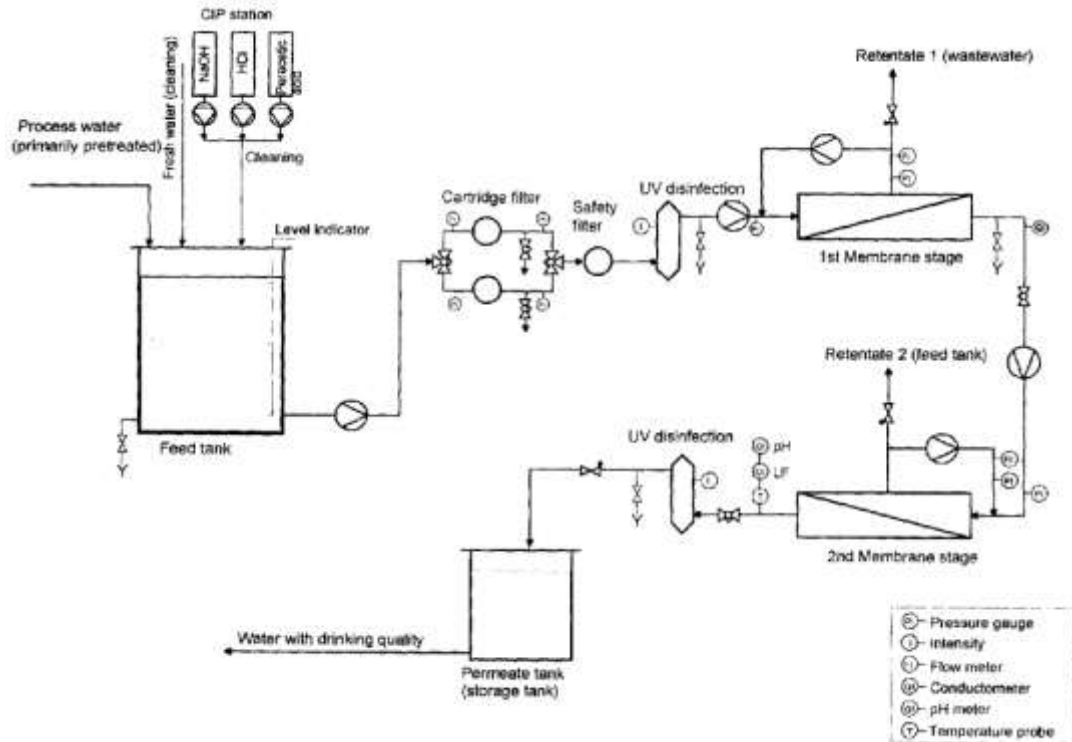 CIP station
NaOH
HCl
Peracetic
acid
Fresh water (cleaning)
Process water
(primarily pretreated)
Cleaning
Level indicator
Feed tank
Cartridge filter
Safety
filter
UV disinfection
Retentate 1 (wastewater)
1st Membrane stage
Retentate 2 (feed tank)
2nd Membrane stage
UV disinfection
pH
LF
T
Water with drinking quality
Permeate tank
(storage tank)
Pressure gauge
Intensity
Flow meter
Conductometer
pH meter
T
Temperature probe